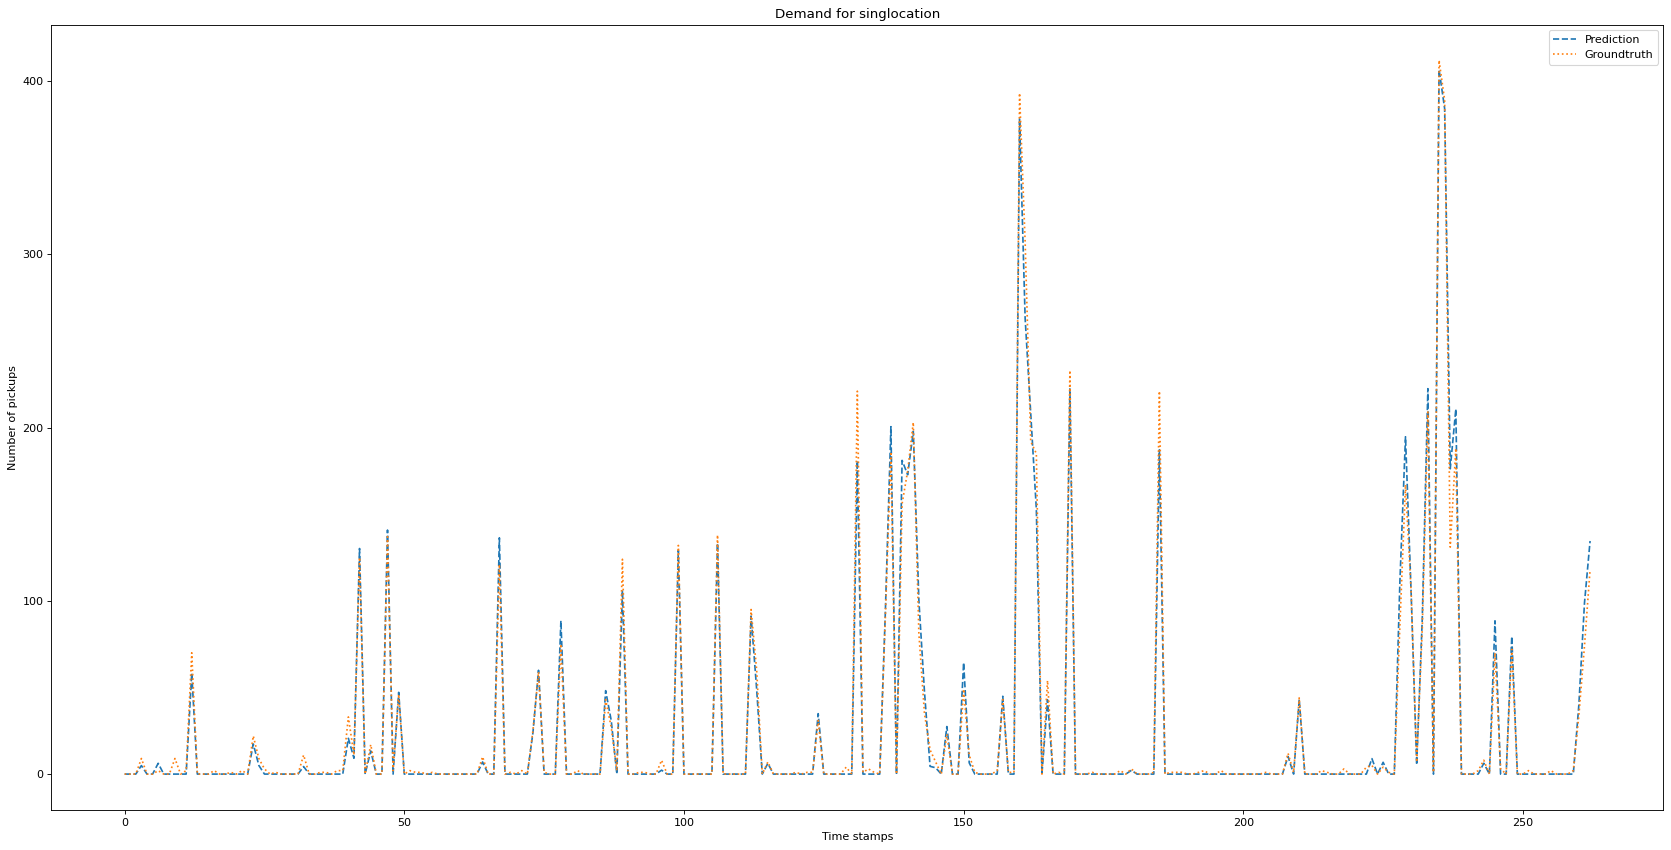 Demand for singlocation
Prediction
Groundtruth
400
300
200
100
0
Number of pickups
0 50 100 150 200 250
Time stamps